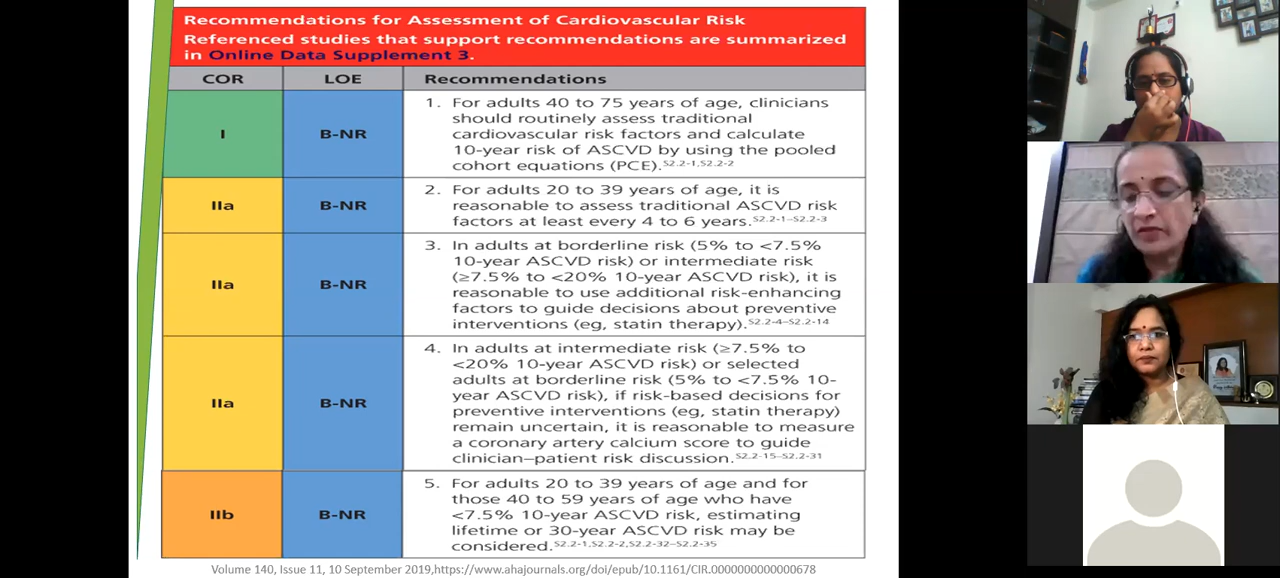 Recommendations for Assessment of Cardiovascular Risk
Referenced studies that support recommendations are summarized
in Online Data Supplement 3.
COR LOE Recommendations
I B-NR 1. For adults 40 to 75 years of age, clinicians
should routinely assess traditional
cardiovascular risk factors and calculate
10-year risk of ASCVD by using the pooled
cohort equations (PCE).S2.2-1,S2.2-2
IIa B-NR 2. For adults 20 to 39 years of age, it is
reasonable to assess traditional ASCVD risk
factors at least every 4 to 6 years.S2.2-1–S2.2-3
IIa B-NR 3. In adults at borderline risk (5% to <7.5%
10-year ASCVD risk) or intermediate risk
(≥7.5% to <20% 10-year ASCVD risk), it is
reasonable to use additional risk-enhancing
factors to guide decisions about preventive
interventions (eg, statin therapy).S2.2-4–S2.2-14
IIa B-NR 4. In adults at intermediate risk (≥7.5% to
<20% 10-year ASCVD risk) or selected
adults at borderline risk (5% to <7.5% 10-
year ASCVD risk), if risk-based decisions for
preventive interventions (eg, statin therapy)
remain uncertain, it is reasonable to measure
a coronary artery calcium score to guide
clinician–patient risk discussion.S2.2-15–S2.2-31
IIb B-NR 5. For adults 20 to 39 years of age and for
those 40 to 59 years of age who have
<7.5% 10-year ASCVD risk, estimating
lifetime or 30-year ASCVD risk may be
considered.S2.2-1,S2.2-2,S2.2-32–S2.2-35
Volume 140, Issue 11, 10 September 2019,https://www.ahajournals.org/doi/epub/10.1161/CIR.0000000000000678